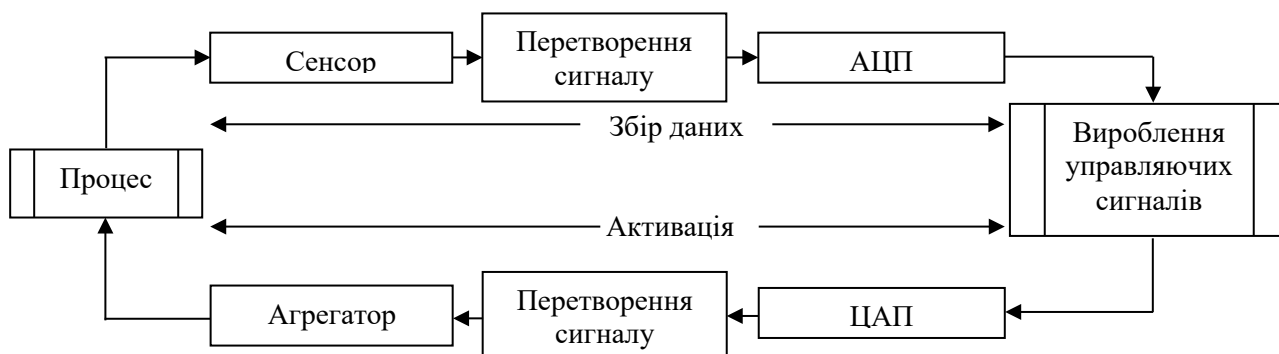 Сенсор
Перетворення
сигналу
АЦП
Збір даних
Процес
Вироблення
управляючих
сигналів
Активація
Агрегатор
Перетворення
сигналу
ЦАП